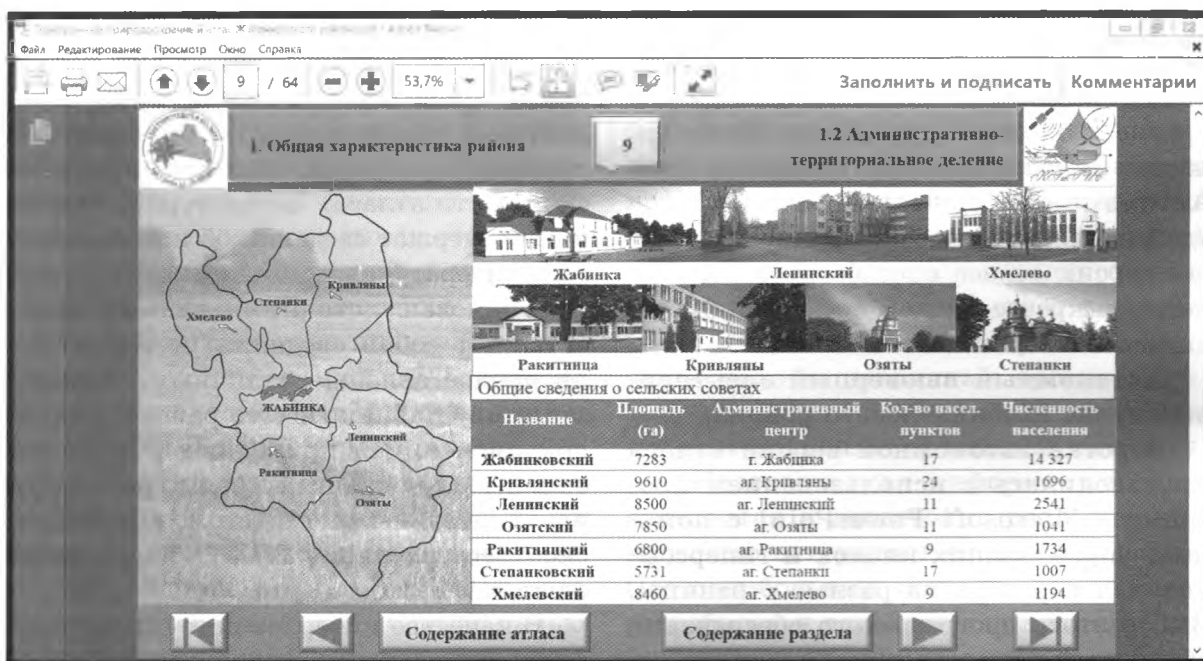 Файл Редактирование Просмотр Окно Справка
9 / 64 53,7% Заполнить и подписать Комментарии
1. Общая характеристика района
9
1.2 Административно-
территориальное деление
Кривляны
Степанки
Хмелево
ЖАБИНКА
Ленинский
Ракитница
Озяты
Жабинка Ленинский Хмелево
Ракитница Кривляны Озяты Степанки
Общие сведения о сельских советах
Название Площадь (га) Административный центр Кол-во насел. пунктов Численность населения
Жабинковский 7283 г. Жабинка 17 14 327
Кривлянский 9610 аг. Кривляны 24 1696
Ленинский 8500 аг. Ленинский 11 2541
Озятский 7850 аг. Озяты 11 1041
Ракитницкий 6800 аг. Ракитница 9 1734
Степанковский 5731 аг. Степанки 17 1007
Хмелевский 8460 аг. Хмелево 9 1194
Содержание атласа Содержание раздела